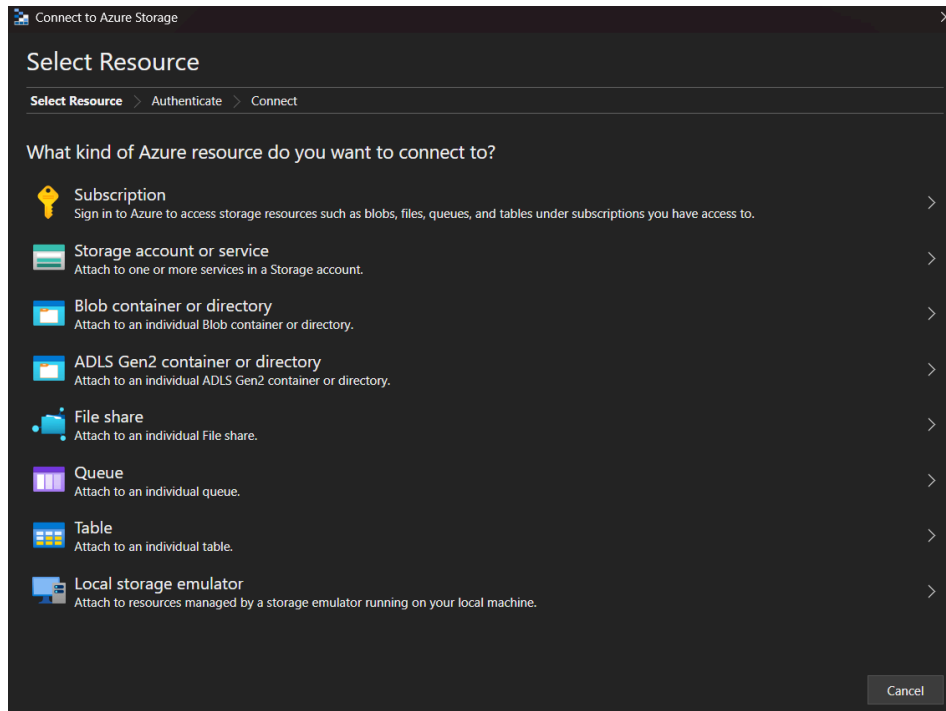 Connect to Azure Storage
Select Resource
Select Resource > Authenticate > Connect
What kind of Azure resource do you want to connect to?
Subscription
Sign in to Azure to access storage resources such as blobs, files, queues, and tables under subscriptions you have access to.
Storage account or service
Attach to one or more services in a Storage account.
Blob container or directory
Attach to an individual Blob container or directory.
ADLS Gen2 container or directory
Attach to an individual ADLS Gen2 container or directory.
File share
Attach to an individual File share.
Queue
Attach to an individual queue.
Table
Attach to an individual table.
Local storage emulator
Attach to resources managed by a storage emulator running on your local machine.
Cancel